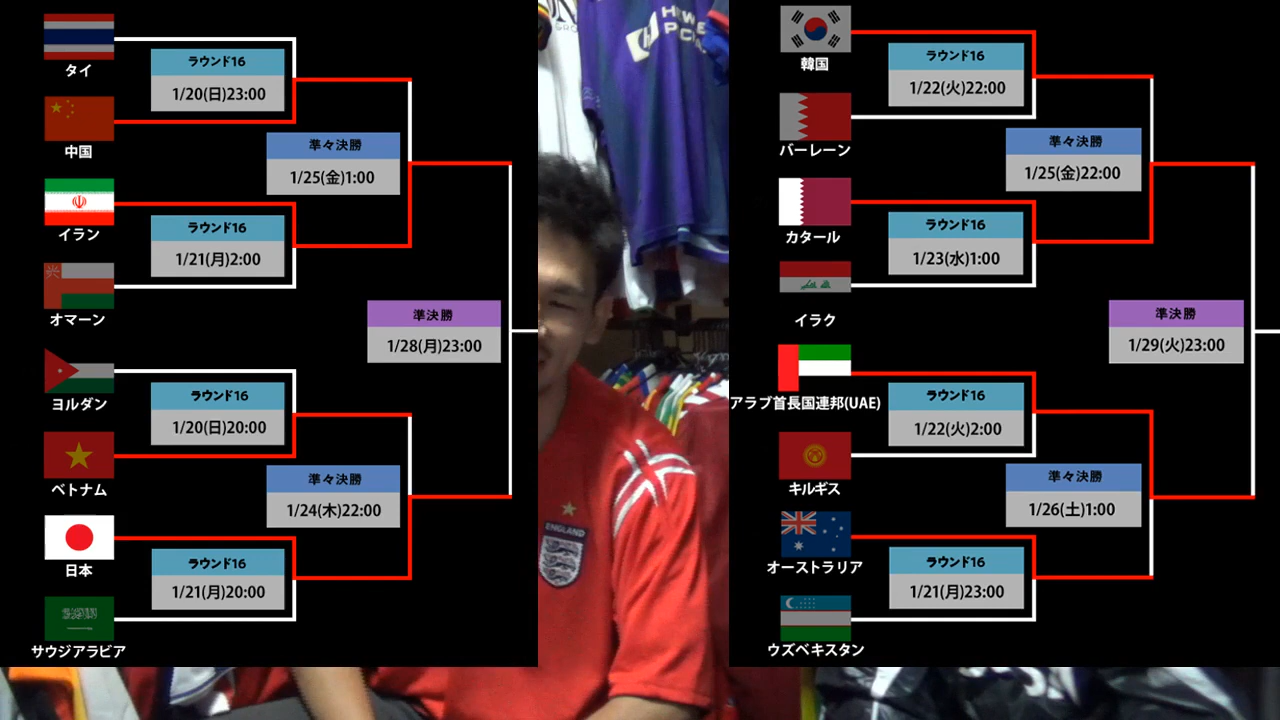 タイ
ラウンド16
1/20(日)23:00
中国
準々決勝
1/25(金)1:00
イラン
ラウンド16
1/21(月)2:00
オマーン
準決勝
1/28(月)23:00
ヨルダン
ラウンド16
1/20(日)20:00
ベトナム
準々決勝
1/24(木)22:00
日本
ラウンド16
1/21(月)20:00
サウジアラビア
ENGLAND
韓国
ラウンド16
1/22(火)22:00
バーレーン
準々決勝
1/25(金)22:00
カタール
ラウンド16
1/23(水)1:00
イラク
準決勝
1/29(火)23:00
アラブ首長国連邦(UAE)
ラウンド16
1/22(火)2:00
キルギス
準々決勝
1/26(土)1:00
オーストラリア
ラウンド16
1/21(月)23:00
ウズベキスタン